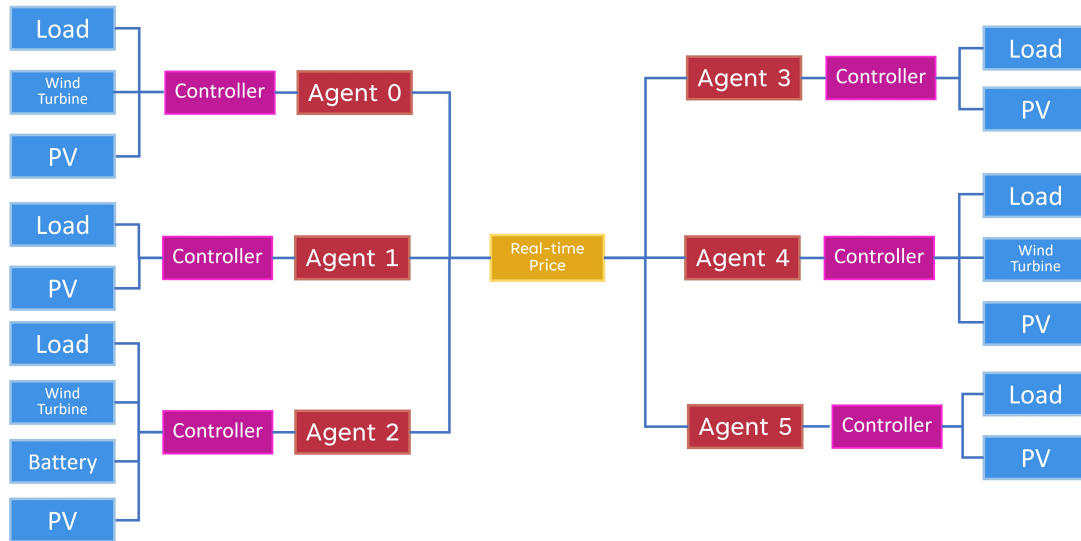 Load
Wind
Turbine
PV
Controller
Agent 0
Load
PV
Controller
Agent 1
Load
Wind
Turbine
Battery
PV
Controller
Agent 2
Real-time
Price
Agent 3
Controller
Load
PV
Agent 4
Controller
Load
Wind
Turbine
PV
Agent 5
Controller
Load
PV